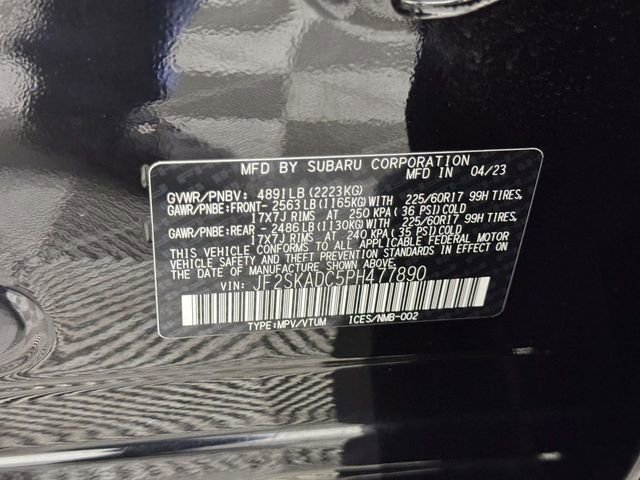 MFD BY SUBARU CORPORATION
MFD IN 04/23
GVWR/PNBV: 4891LB (2223KG)
GAWR/PNBE:FRONT- 2563LB (1165KG) WITH 225/60R17 99H TIRES,
17X7J RIMS AT 250 KPA (36 PSI) COLD
GAWR/PNBE:REAR - 2486LB (1130KG) WITH 225/60R17 99H TIRES,
17X7J RIMS AT 240 KPA (35 PSI) COLD
THIS VEHICLE CONFORMS TO ALL APPLICABLE FEDERAL MOTOR
VEHICLE SAFETY AND THEFT PREVENTION STANDARDS IN EFFECT
ON THE DATE OF MANUFACTURE SHOWN ABOVE.
VIN: JF2SKADC5PH477890
TYPE:MPV/VTUM ICES/NMB-002